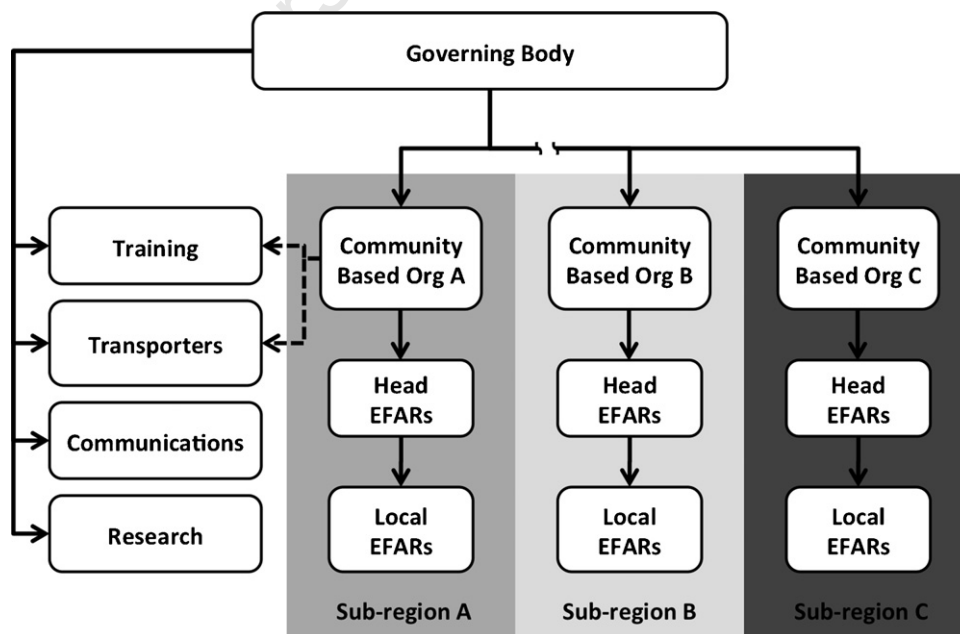 Governing Body
Training
Transporters
Communications
Research
Community
Based Org A
Head
EFARs
Local
EFARs
Sub-region A
Community
Based Org B
Head
EFARs
Local
EFARs
Sub-region B
Community
Based Org C
Head
EFARs
Local
EFARs
Sub-region C